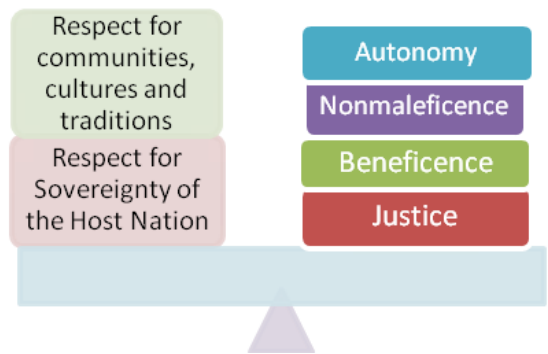 Respect for
communities,
cultures and
traditions
Respect for
Sovereignty of
the Host Nation
Autonomy
Nonmaleficence
Beneficence
Justice